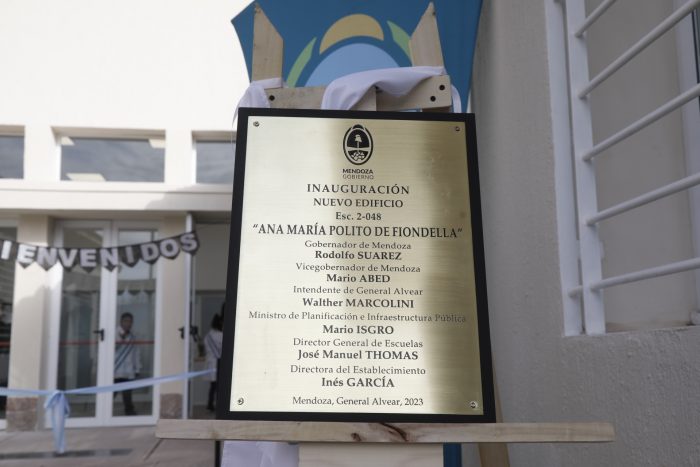 MENDOZA
GOBIERNO
INAUGURACIÓN
NUEVO EDIFICIO
Esc. 2-048
“ANA MARÍA POLITO DE FIONDELLA”
Gobernador de Mendoza
Rodolfo SUAREZ
Vicegobernador de Mendoza
Mario ABED
Intendente de General Alvear
Walther MARCOLINI
Ministro de Planificación e Infraestructura Pública
Mario ISGRO
Director General de Escuelas
José Manuel THOMAS
Directora del Establecimiento
Inés GARCÍA
Mendoza, General Alvear, 2023
IENVENIDOS